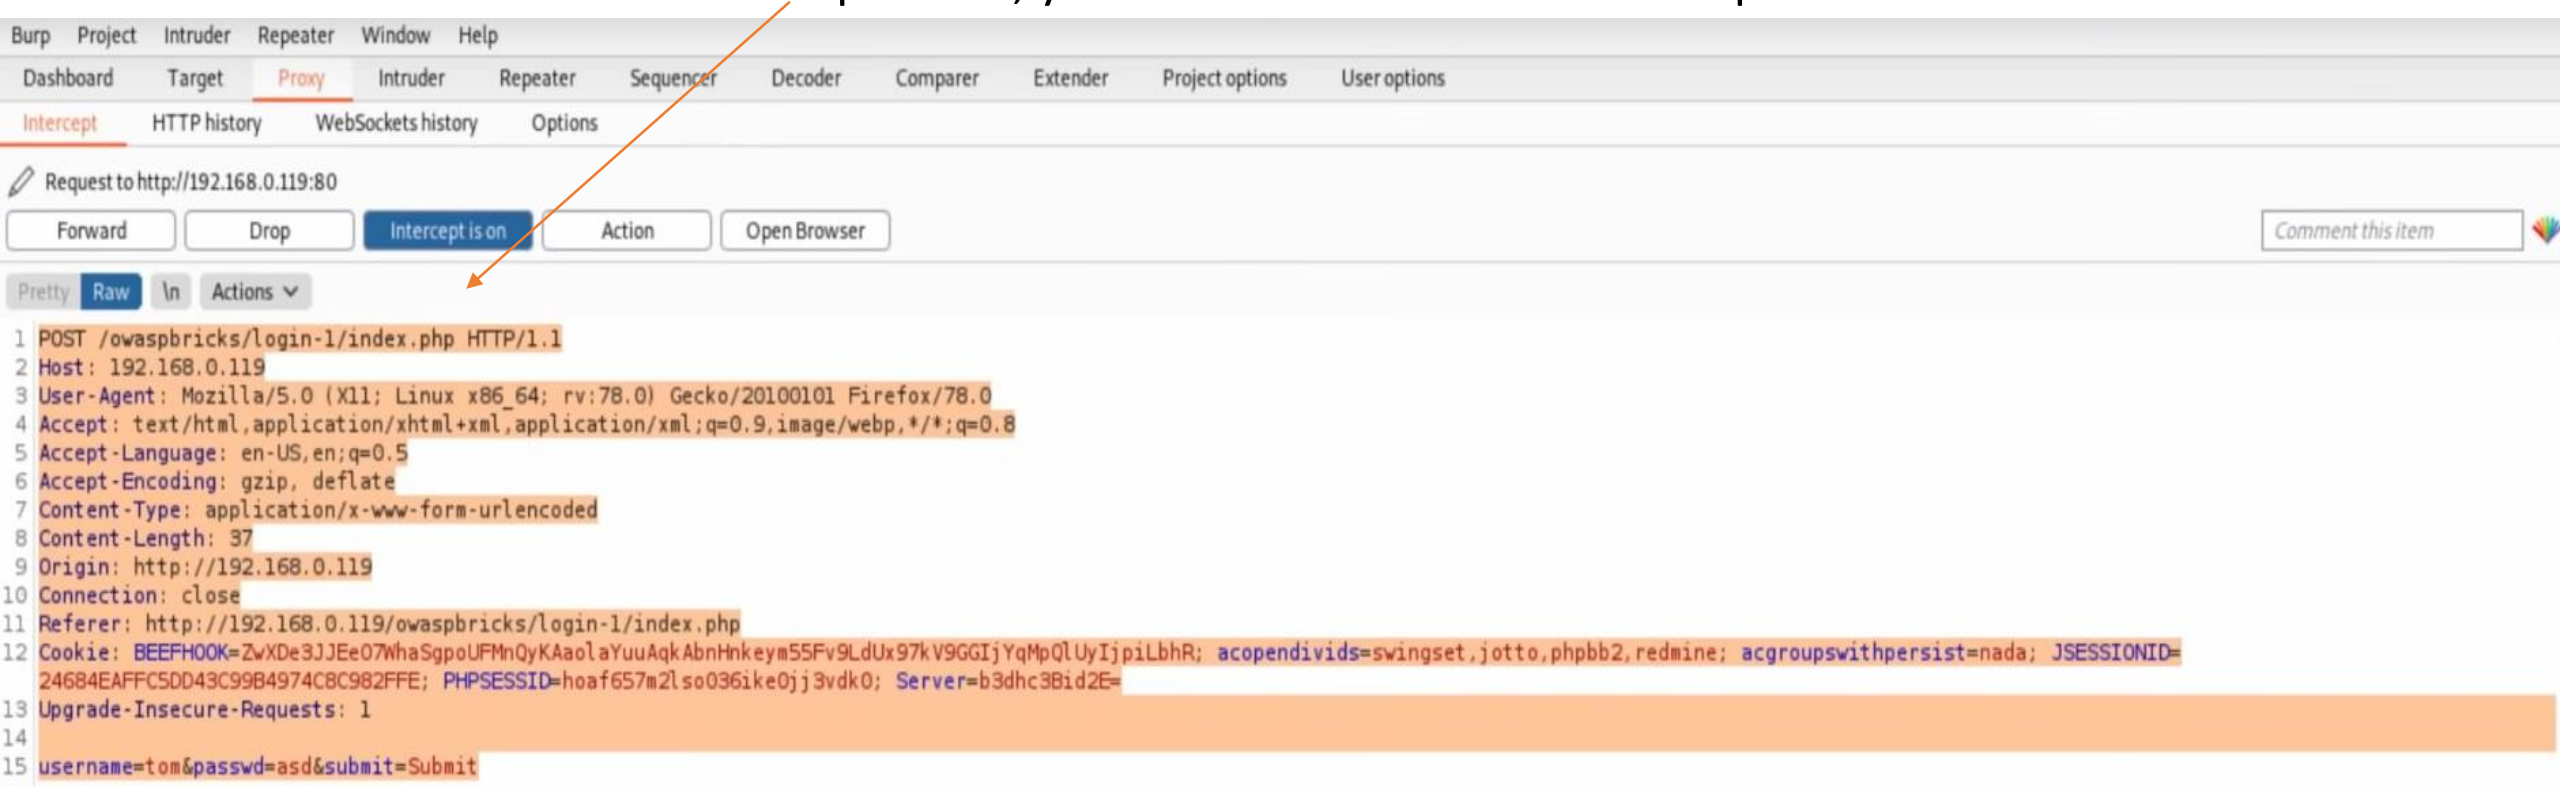 Burp Project Intruder Repeater Window Help
Dashboard Target Proxy Intruder Repeater Sequencer Decoder Comparer Extender Project options User options
Intercept HTTP history WebSockets history Options
Request to http://192.168.0.119:80
Forward Drop Intercept is on Action Open Browser Comment this item
Pretty Raw \n Actions
1 POST /owaspbricks/login-1/index.php HTTP/1.1
2 Host: 192.168.0.119
3 User-Agent: Mozilla/5.0 (X11; Linux x86_64; rv:78.0) Gecko/20100101 Firefox/78.0
4 Accept: text/html,application/xhtml+xml,application/xml;q=0.9,image/webp,*/*;q=0.8
5 Accept-Language: en-US,en;q=0.5
6 Accept-Encoding: gzip, deflate
7 Content-Type: application/x-www-form-urlencoded
8 Content-Length: 37
9 Origin: http://192.168.0.119
10 Connection: close
11 Referer: http://192.168.0.119/owaspbricks/login-1/index.php
12 Cookie: BEEFHOOK=ZwXDe3JJEeO7WhaSgpoUFMnQyKAaolaYuuAqkAbnHnkeym55Fv9LdUx97kV9GGIjYqMpQlUyIjpiLbhR; acopendivids=swingset,jotto,phpbb2,redmine; acgroupswithpersist=nada; JSESSIONID=
24684EAFFC5DD43C99B4974C8C982FFE; PHPSESSID=hoaf657m2lso036ike0jj3vdk0; Server=b3dhc3Bid2E=
13 Upgrade-Insecure-Requests: 1
14
15 username=tom&passwd=asd&submit=Submit